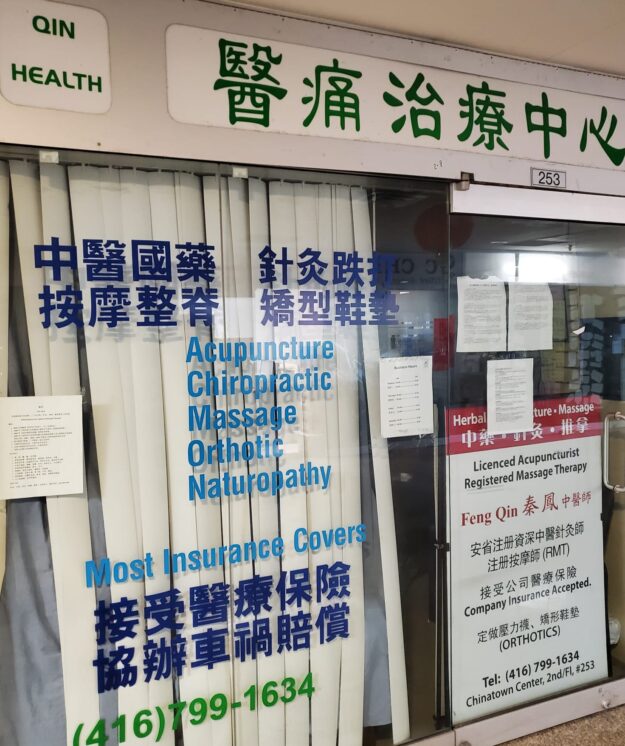 QIN
HEALTH
醫痛治療中心
253
中醫國藥 針灸跌打
按摩整脊 矯型鞋墊
Acupuncture
Chiropractic
Massage
Orthotic
Naturopathy
Most Insurance Covers
接受醫療保險
協辦車禍賠償
(416)799-1634
Herbal ture • Massage
中藥 • 針灸 • 推拿
Licenced Acupuncturist
Registered Massage Therapy
Feng Qin 秦鳳 中醫師
安省注册資深中醫針灸師
注册按摩師 (RMT)
接受公司醫療保險
Company Insurance Accepted.
定做壓力襪、矯形鞋墊
(ORTHOTICS)
Tel: (416) 799-1634
Chinatown Center, 2nd/Fl, #253